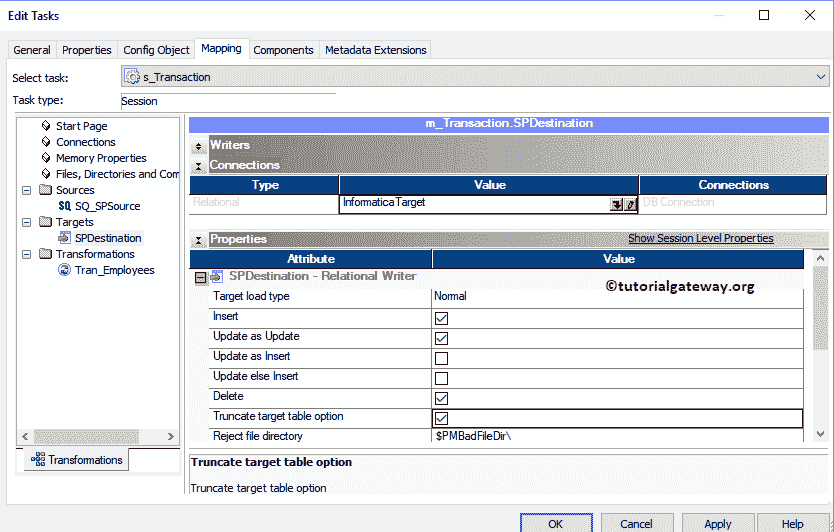 Edit Tasks
General Properties Config Object Mapping Components Metadata Extensions
Select task: s_Transaction
Task type: Session
Start Page
Connections
Memory Properties
Files, Directories and Com
Sources
SQ SQ_SPSource
Targets
SPDestination
Transformations
Tran_Employees
Transformations
m_Transaction.SPDestination
Writers
Connections
Type Value Connections
Relational InformaticaTarget DB Connection
Properties Show Session Level Properties
Attribute Value
SPDestination - Relational Writer
©tutorialgateway.org
Target load type Normal
Insert
Update as Update
Update as Insert
Update else Insert
Delete
Truncate target table option
Reject file directory $PMBadFileDir\
Truncate target table option
Truncate target table option
OK Cancel Apply Help